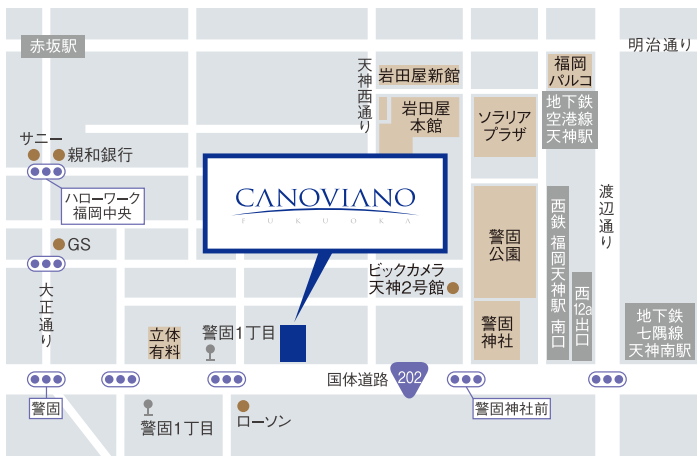 赤坂駅
明治通り
天神西通り
岩田屋新館
福岡
パルコ
岩田屋
本館
ソラリア
プラザ
地下鉄
空港線
天神駅
サニー
親和銀行
ハローワーク
福岡中央
CANOVIANO
FUKUOKA
渡辺通り
警固
公園
西鉄 福岡天神駅 南口
GS
ビックカメラ
天神2号館
西12a出口
大正通り
立体
有料
警固1丁目
警固
神社
地下鉄
七隈線
天神南駅
国体道路
202
警固
警固1丁目
ローソン
警固神社前